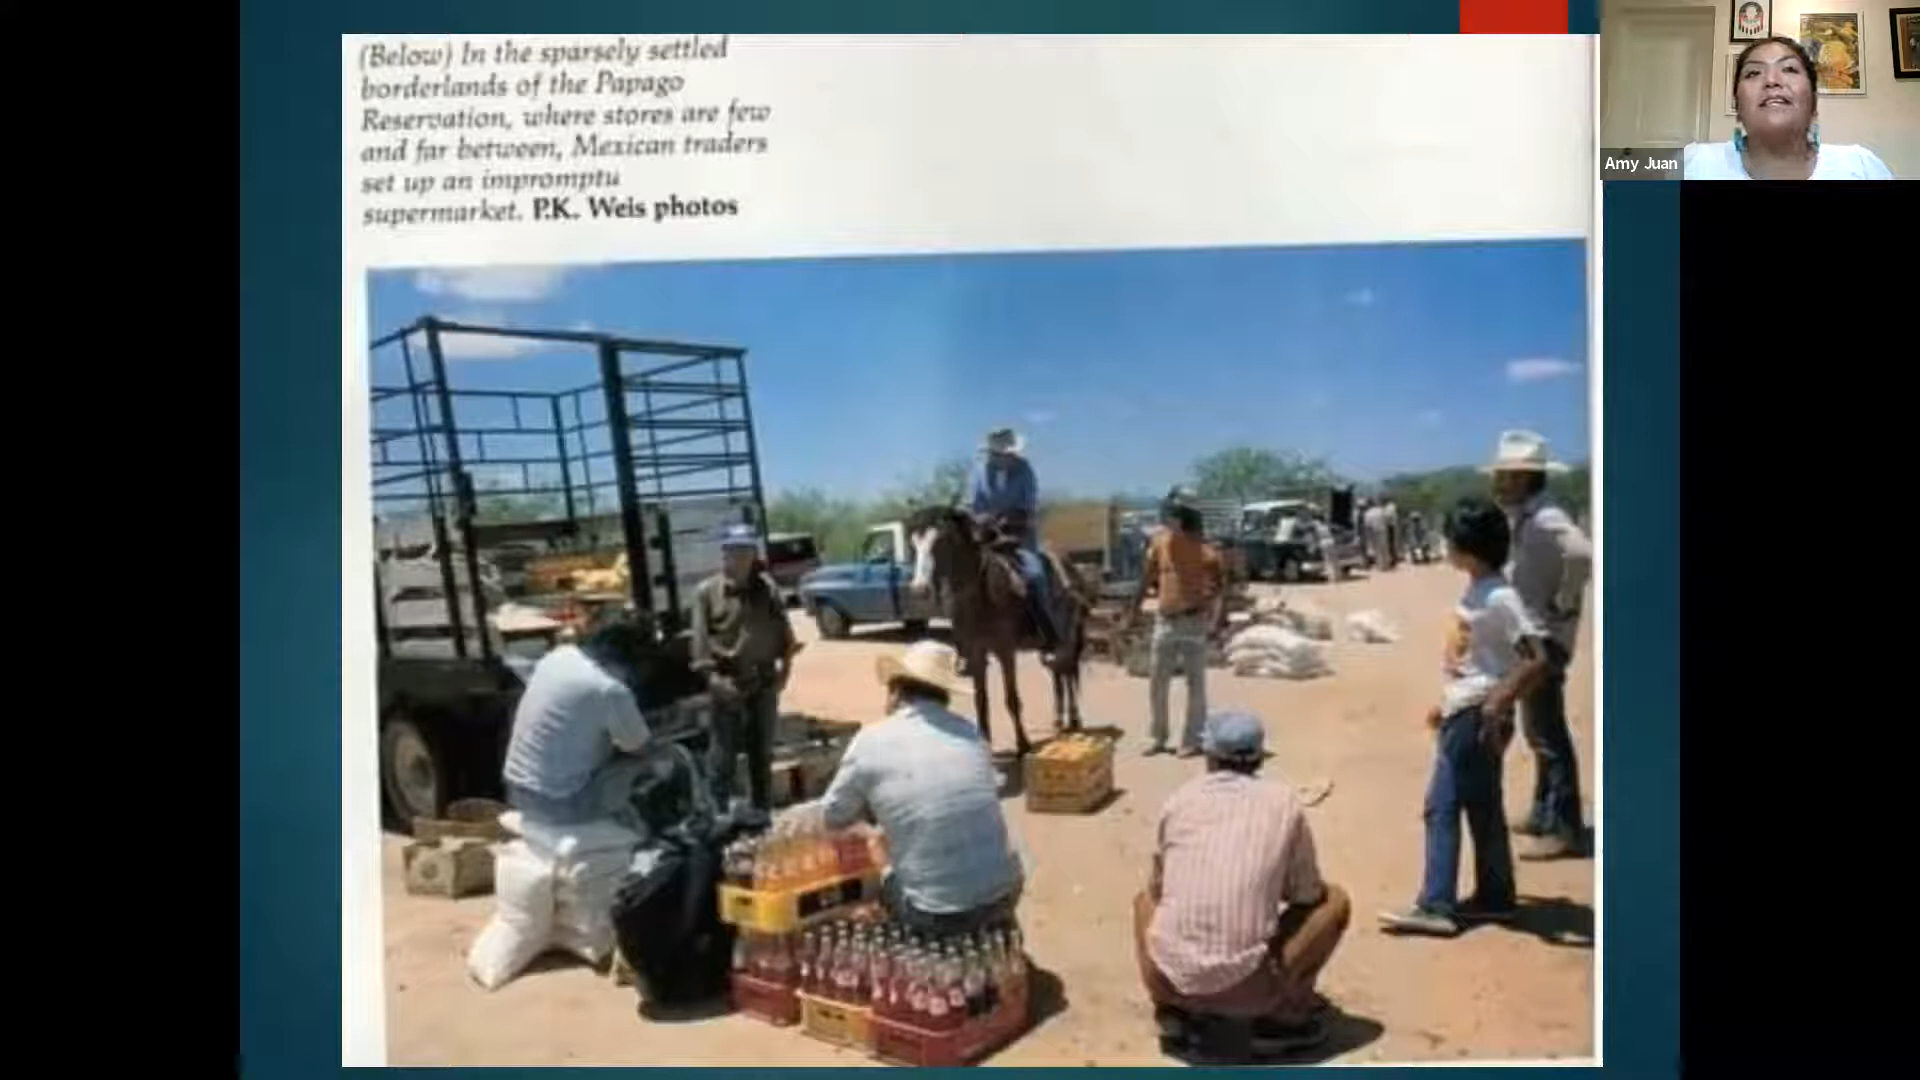 (Below) In the sparsely settled
borderlands of the Papago
Reservation, where stores are few
and far between, Mexican traders
set up an impromptu
supermarket. P.K. Weis photos
Amy Juan